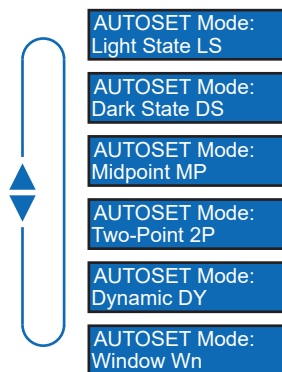 AUTOSET Mode:
Light State LS
AUTOSET Mode:
Dark State DS
AUTOSET Mode:
Midpoint MP
AUTOSET Mode:
Two-Point 2P
AUTOSET Mode:
Dynamic DY
AUTOSET Mode:
Window Wn